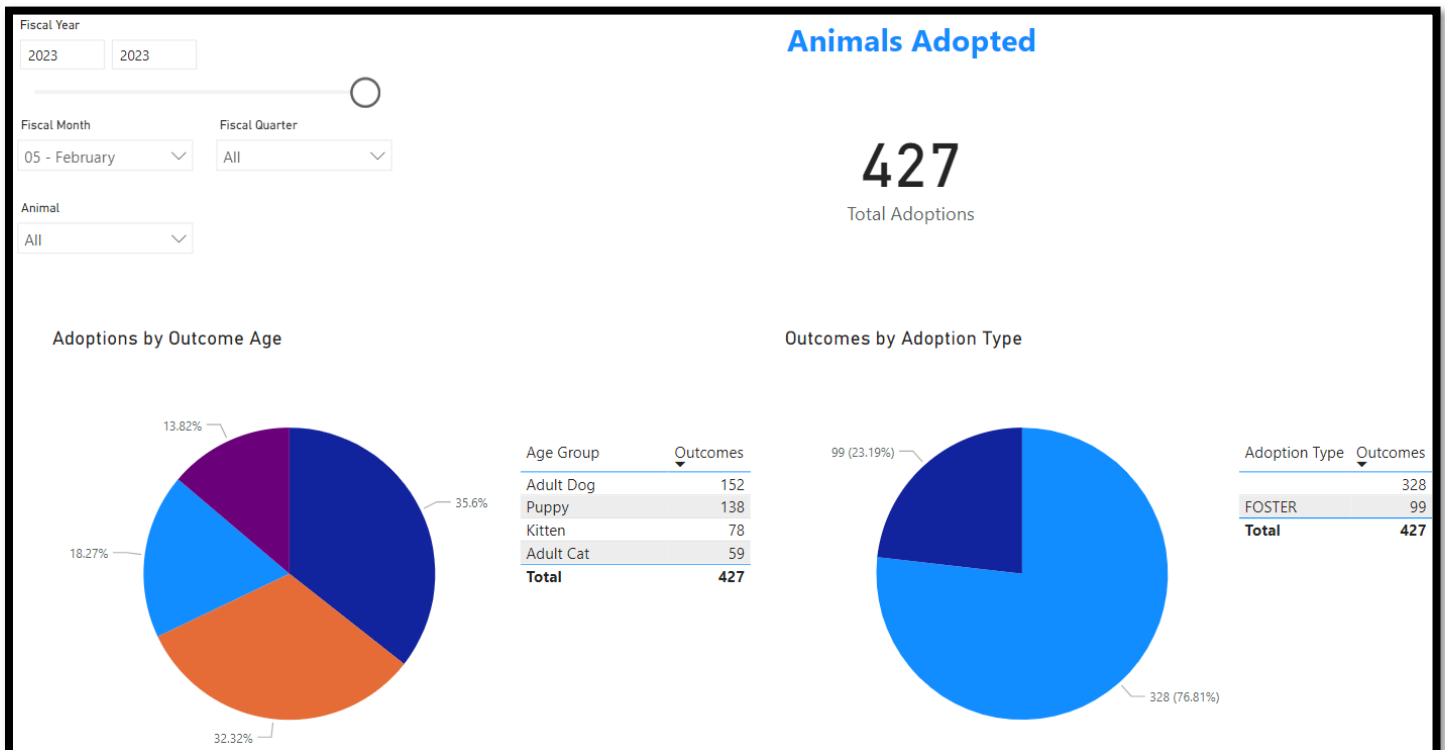 Fiscal Year
2023 2023
Fiscal Month Fiscal Quarter
05 - February All
Animal
All
Animals Adopted
427
Total Adoptions
Adoptions by Outcome Age
13.82%
35.6%
18.27%
32.32%
Age Group Outcomes
Adult Dog 152
Puppy 138
Kitten 78
Adult Cat 59
Total 427
Outcomes by Adoption Type
99 (23.19%)
328 (76.81%)
Adoption Type Outcomes
328
FOSTER 99
Total 427